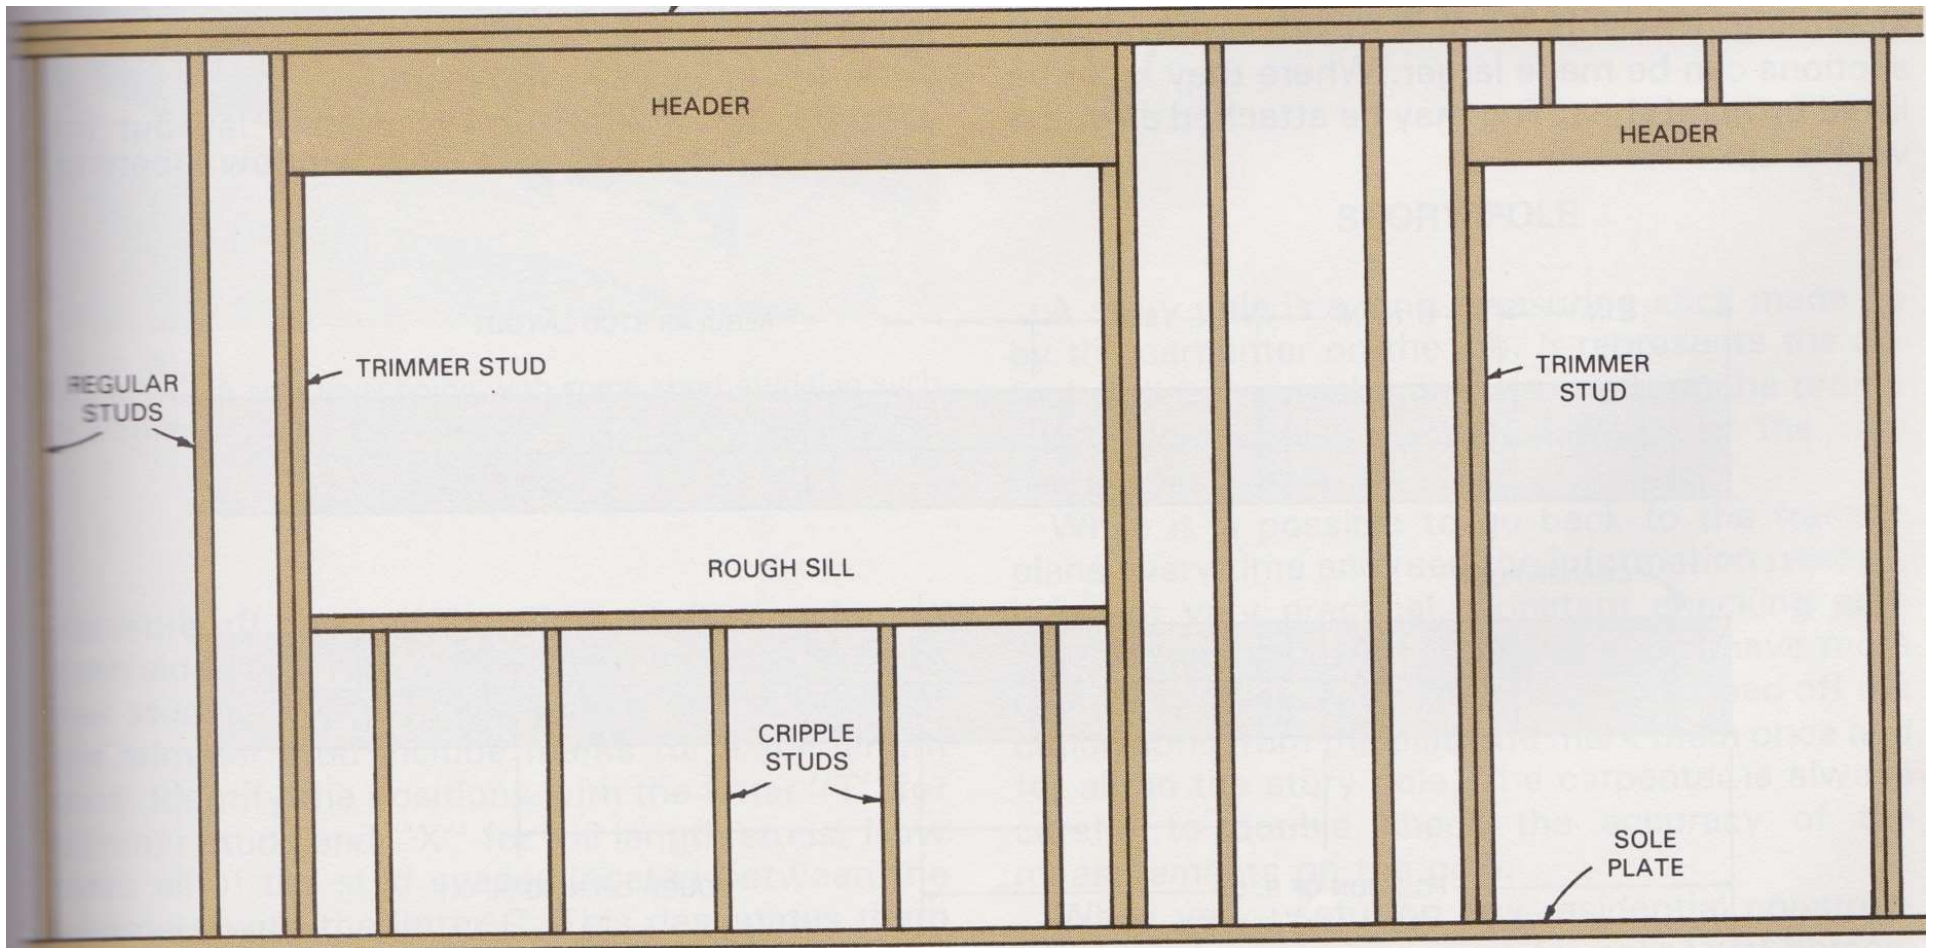 HEADER
HEADER
TRIMMER STUD
REGULAR
STUDS
TRIMMER
STUD
ROUGH SILL
CRIPPLE
STUDS
SOLE
PLATE